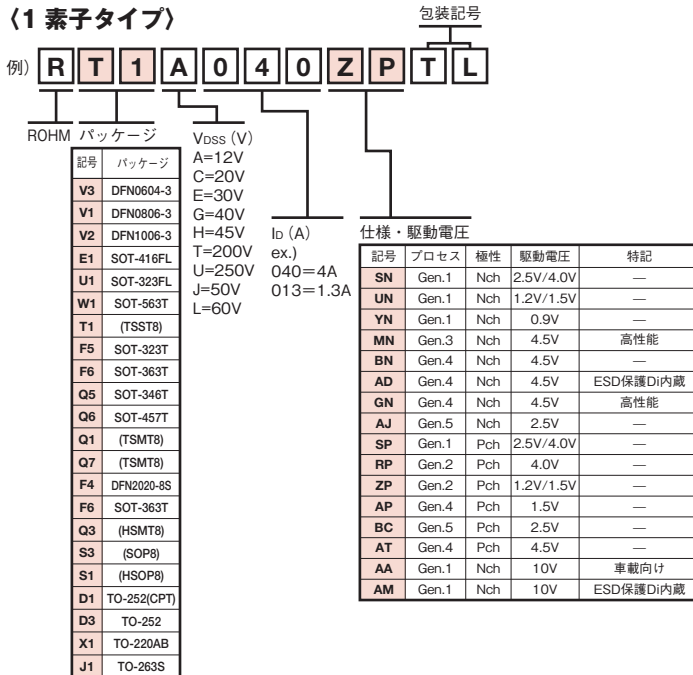 〈1 素子タイプ〉
包装記号
例) R T 1 A 0 4 0 Z P T L
ROHM
パッケージ
記号 パッケージ
V3 DFN0604-3
V1 DFN0806-3
V2 DFN1006-3
E1 SOT-416FL
U1 SOT-323FL
W1 SOT-563T
T1 (TSST8)
F5 SOT-323T
F6 SOT-363T
Q5 SOT-346T
Q6 SOT-457T
Q1 (TSMT8)
Q7 (TSMT8)
F4 DFN2020-8S
F6 SOT-363T
Q3 (HSMT8)
S3 (SOP8)
S1 (HSOP8)
D1 TO-252(CPT)
D3 TO-252
X1 TO-220AB
J1 TO-263S
VDSS (V)
A=12V
C=20V
E=30V
G=40V
H=45V
T=200V
U=250V
J=50V
L=60V
ID (A)
ex.)
040=4A
013=1.3A
仕様・駆動電圧
記号 プロセス 極性 駆動電圧 特記
SN Gen.1 Nch 2.5V/4.0V —
UN Gen.1 Nch 1.2V/1.5V —
YN Gen.1 Nch 0.9V —
MN Gen.3 Nch 4.5V 高性能
BN Gen.4 Nch 4.5V —
AD Gen.4 Nch 4.5V ESD保護Di内蔵
GN Gen.4 Nch 4.5V 高性能
AJ Gen.5 Nch 2.5V —
SP Gen.1 Pch 2.5V/4.0V —
RP Gen.2 Pch 4.0V —
ZP Gen.2 Pch 1.2V/1.5V —
AP Gen.4 Pch 1.5V —
BC Gen.5 Pch 2.5V —
AT Gen.4 Pch 4.5V —
AA Gen.1 Nch 10V 車載向け
AM Gen.1 Nch 10V ESD保護Di内蔵